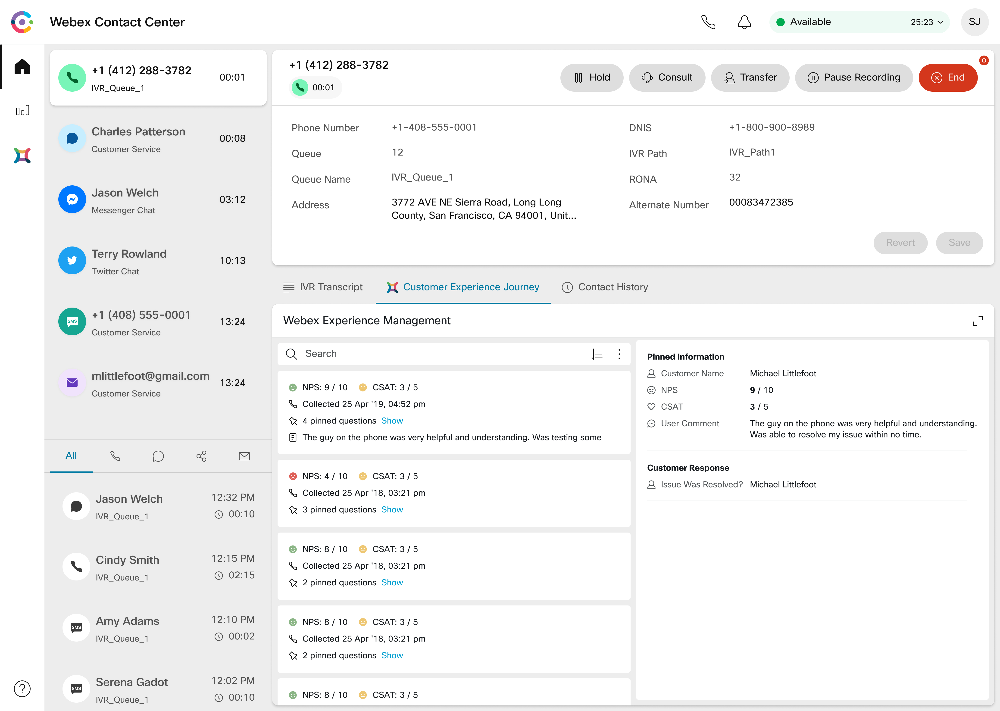 Webex Contact Center
Available 25:23
SJ
+1 (412) 288-3782
IVR_Queue_1
00:01
Charles Patterson
Customer Service
00:08
Jason Welch
Messenger Chat
03:12
Terry Rowland
Twitter Chat
10:13
SMS
+1 (408) 555-0001
Customer Service
13:24
mlittlefoot@gmail.com
Customer Service
13:24
All
Jason Welch
IVR_Queue_1
12:32 PM
00:10
Cindy Smith
IVR_Queue_1
12:15 PM
02:15
SMS
Amy Adams
IVR_Queue_1
12:10 PM
00:02
SMS
Serena Gadot
IVR_Queue_1
12:02 PM
00:10
?
+1 (412) 288-3782
00:01
Hold
Consult
Transfer
Pause Recording
End
Phone Number +1-408-555-0001
Queue 12
Queue Name IVR_Queue_1
Address 3772 AVE NE Sierra Road, Long Long
County, San Francisco, CA 94001, Unit...
DNIS +1-800-900-8989
IVR Path IVR_Path1
RONA 32
Alternate Number 00083472385
Revert
Save
IVR Transcript
Customer Experience Journey
Contact History
Webex Experience Management
Search
NPS: 9 / 10 CSAT: 3 / 5
Collected 25 Apr '19, 04:52 pm
4 pinned questions Show
The guy on the phone was very helpful and understanding. Was testing some
NPS: 4 / 10 CSAT: 3 / 5
Collected 25 Apr '18, 03:21 pm
3 pinned questions Show
NPS: 8 / 10 CSAT: 3 / 5
Collected 25 Apr '18, 03:21 pm
2 pinned questions Show
NPS: 8 / 10 CSAT: 3 / 5
Collected 25 Apr '18, 03:21 pm
2 pinned questions Show
NPS: 8 / 10 CSAT: 3 / 5
Pinned Information
Customer Name Michael Littlefoot
NPS 9 / 10
CSAT 3 / 5
User Comment The guy on the phone was very helpful and understanding.
Was able to resolve my issue within no time.
Customer Response
Issue Was Resolved? Michael Littlefoot